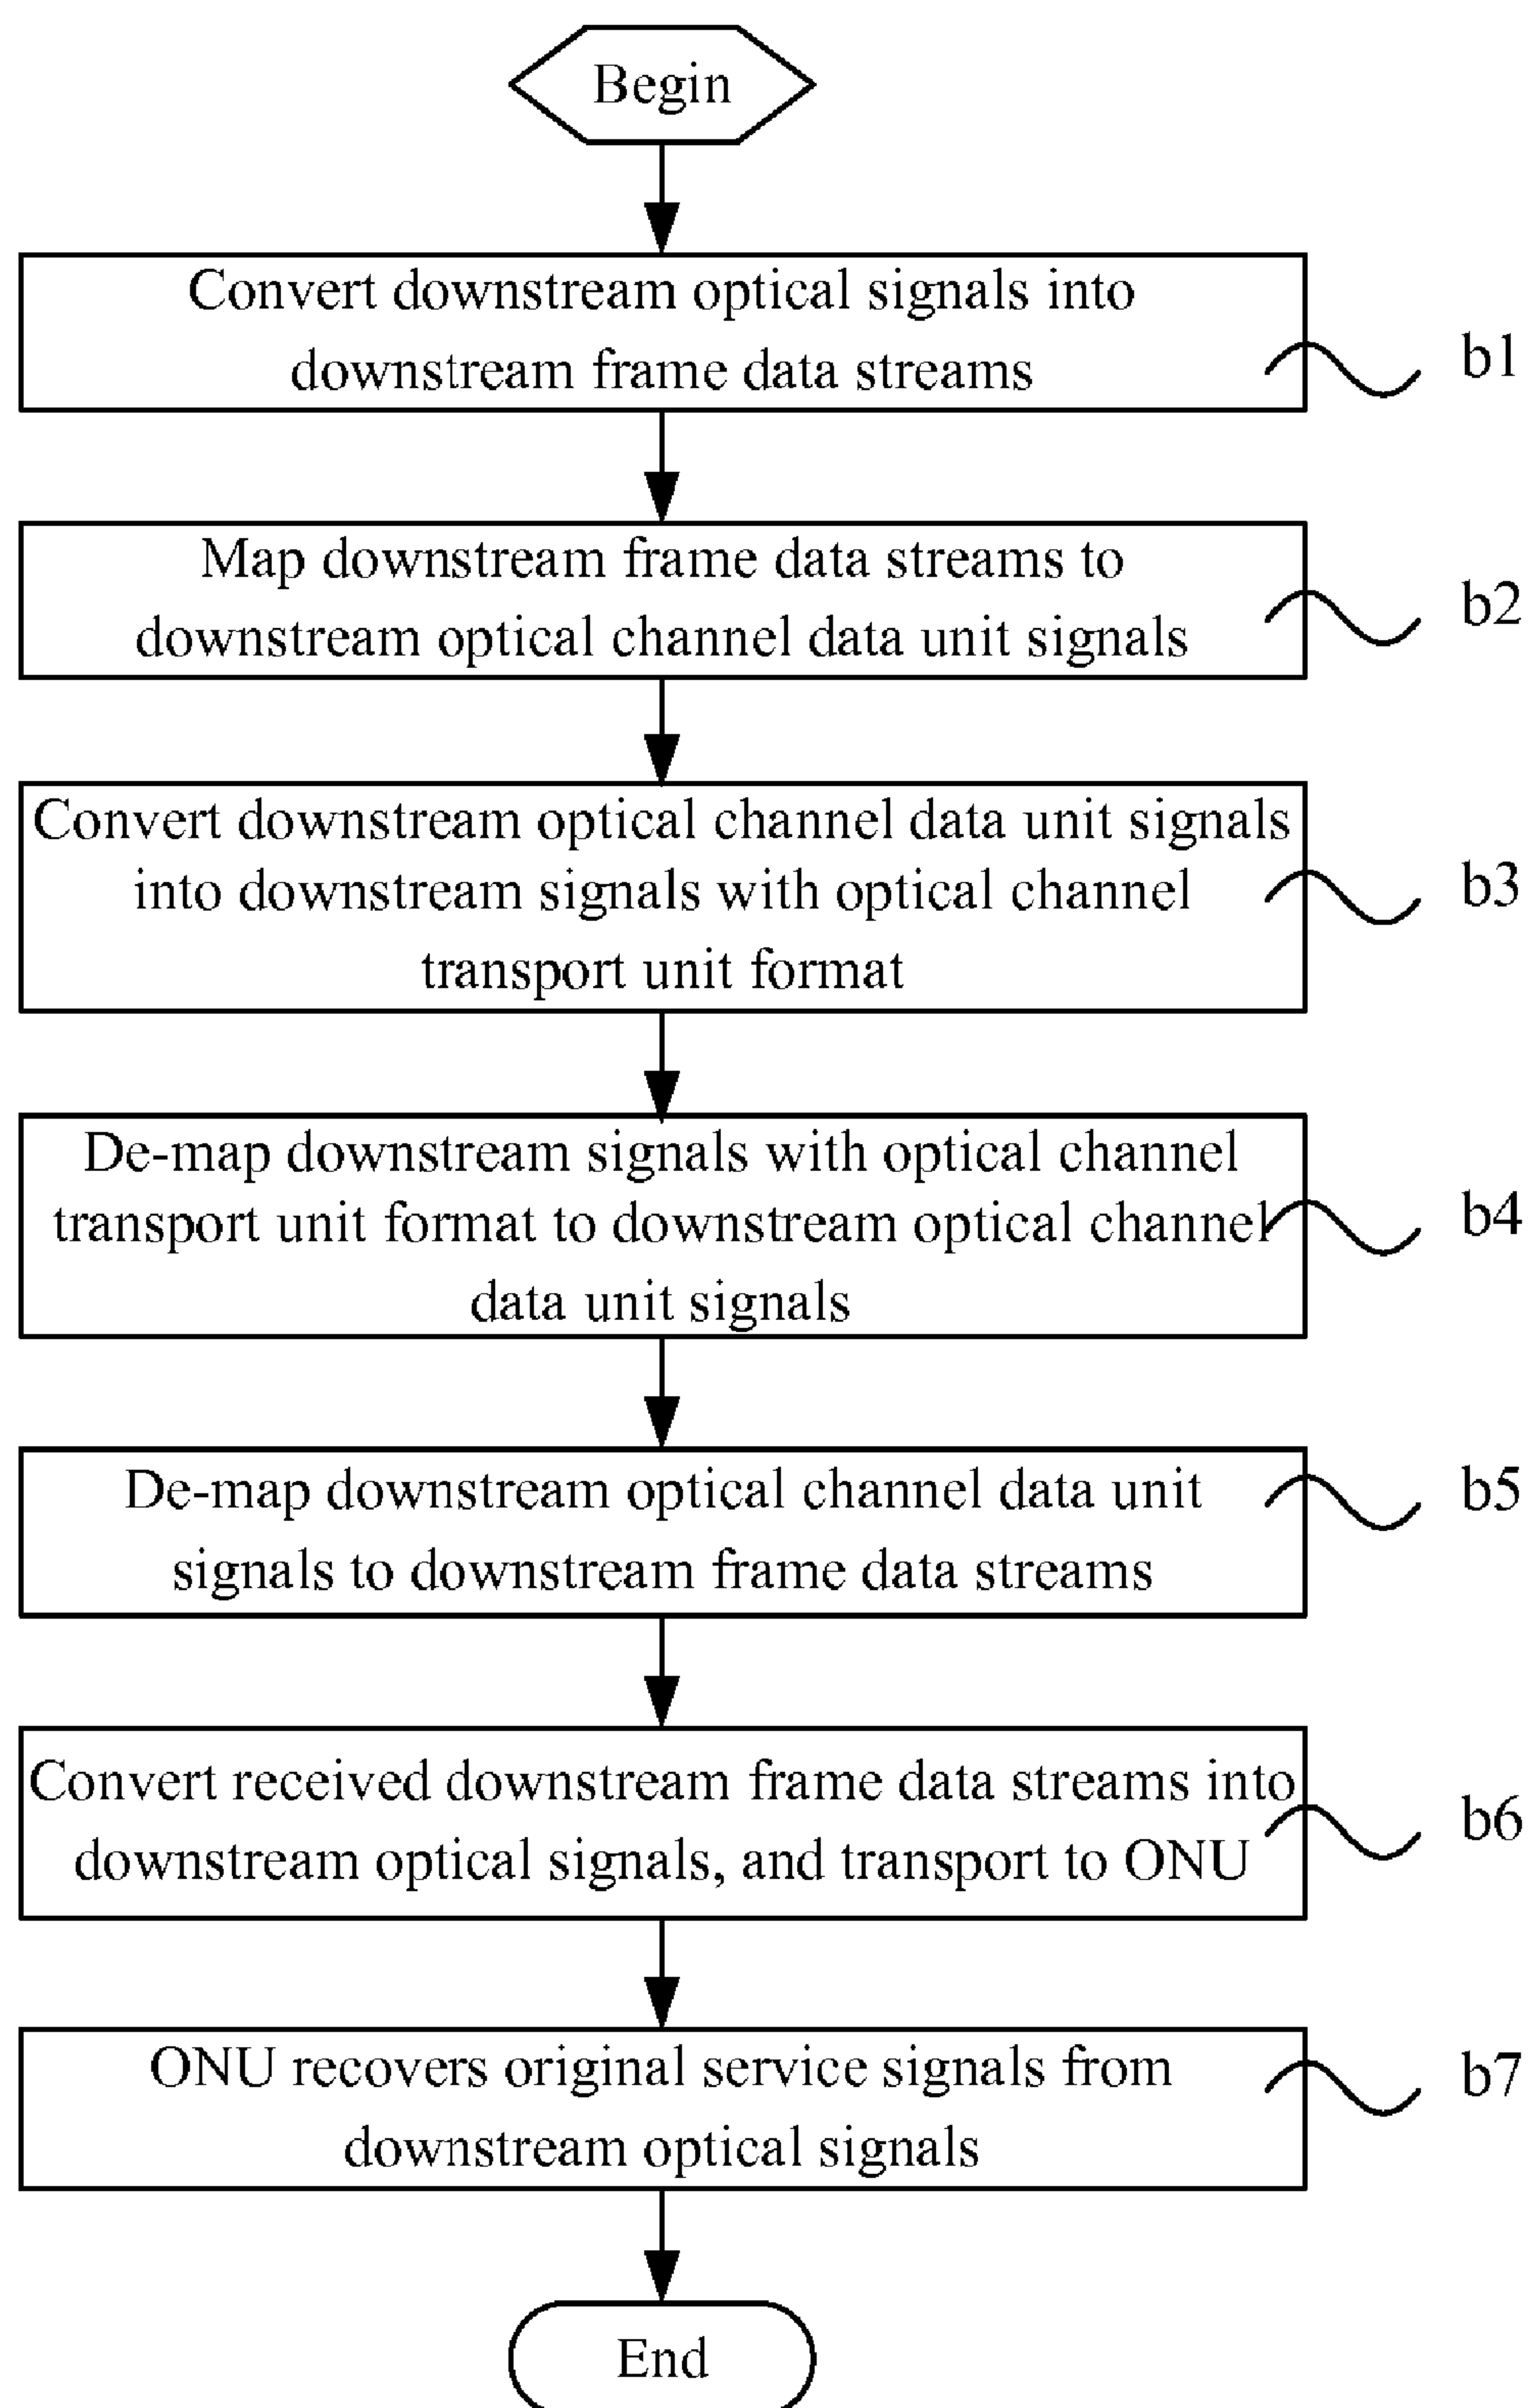 Begin
Convert downstream optical signals into
downstream frame data streams
b1
Map downstream frame data streams to
downstream optical channel data unit signals
b2
Convert downstream optical channel data unit signals
into downstream signals with optical channel
transport unit format
b3
De-map downstream signals with optical channel
transport unit format to downstream optical channel
data unit signals
b4
De-map downstream optical channel data unit
signals to downstream frame data streams
b5
Convert received downstream frame data streams into
downstream optical signals, and transport to ONU
b6
ONU recovers original service signals from
downstream optical signals
b7
End